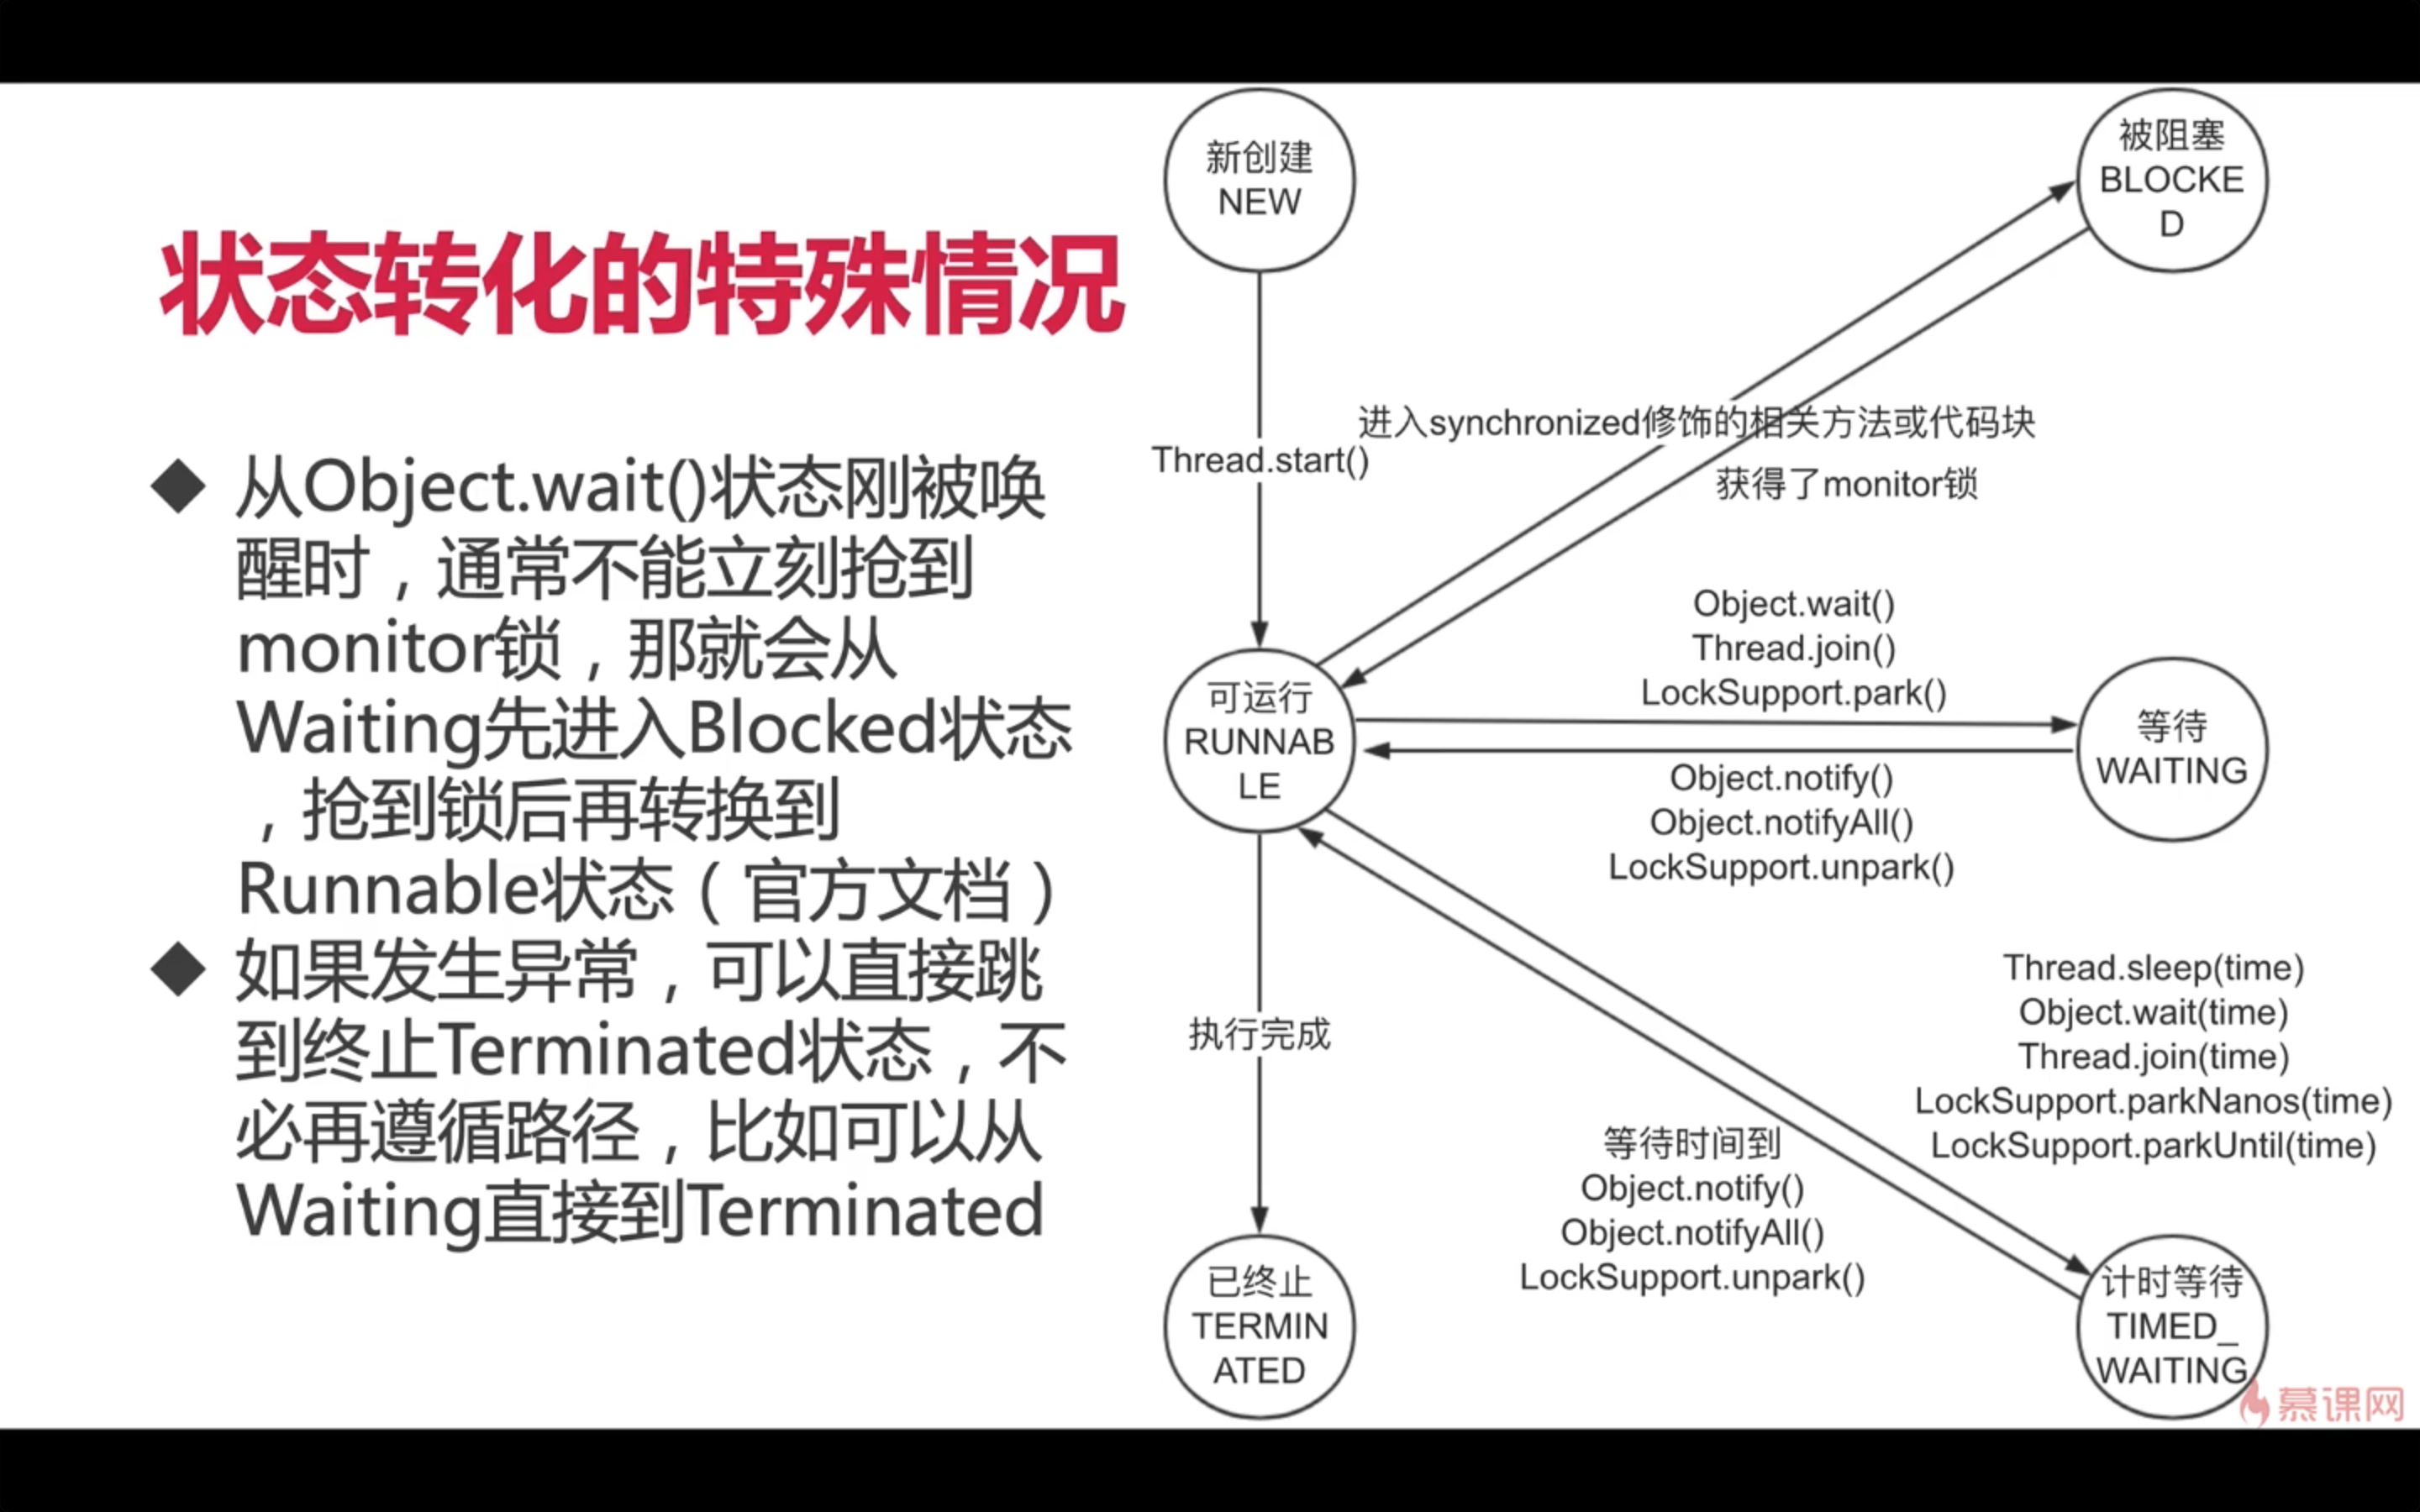 状态转化的特殊情况
从Object.wait()状态刚被唤
醒时，通常不能立刻抢到
monitor锁，那就会从
Waiting先进入Blocked状态
，抢到锁后再转换到
Runnable状态（官方文档）
如果发生异常，可以直接跳
到终止Terminated状态，不
必再遵循路径，比如可以从
Waiting直接到Terminated
新创建
NEW
被阻塞
BLOCKE
D
进入synchronized修饰的相关方法或代码块
Thread.start()
获得了monitor锁
Object.wait()
Thread.join()
LockSupport.park()
可运行
RUNNAB
LE
等待
WAITING
Object.notify()
Object.notifyAll()
LockSupport.unpark()
Thread.sleep(time)
Object.wait(time)
Thread.join(time)
LockSupport.parkNanos(time)
LockSupport.parkUntil(time)
执行完成
等待时间到
Object.notify()
Object.notifyAll()
LockSupport.unpark()
已终止
TERMIN
ATED
计时等待
TIMED_
WAITING
慕课网